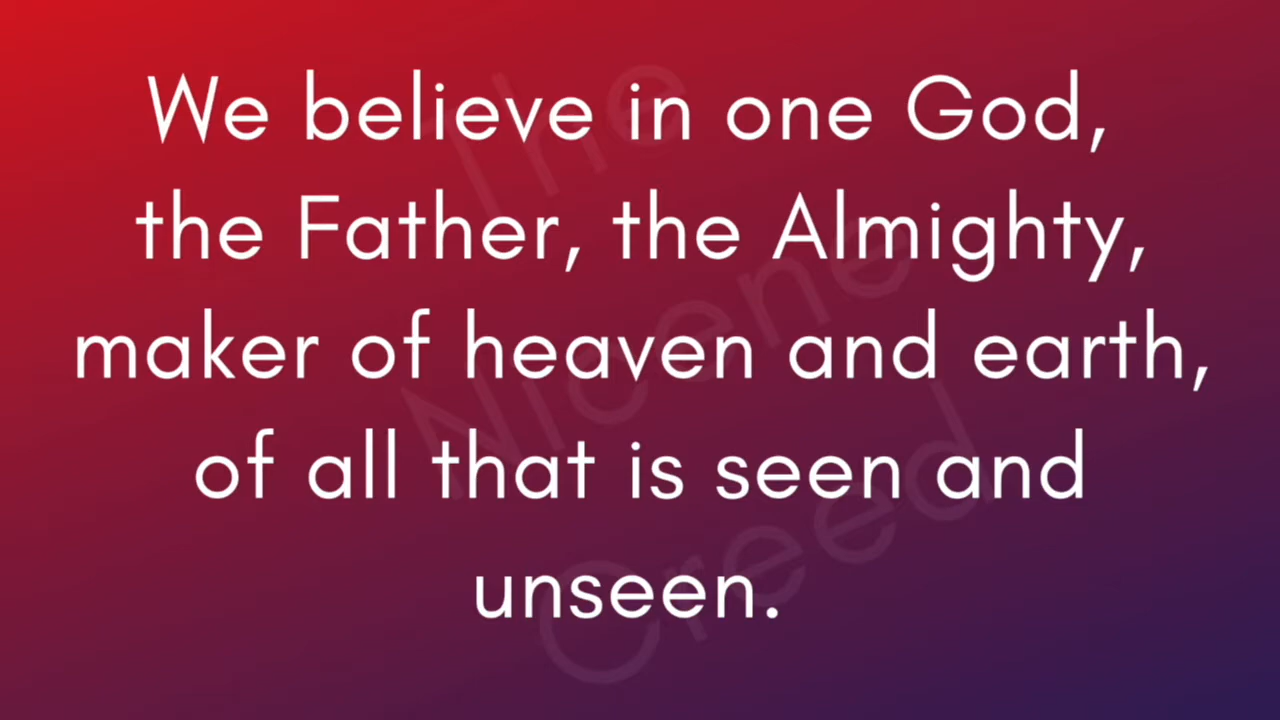 We believe in one God,
the Father, the Almighty,
maker of heaven and earth,
of all that is seen and
unseen.
The
Nicene
Creed